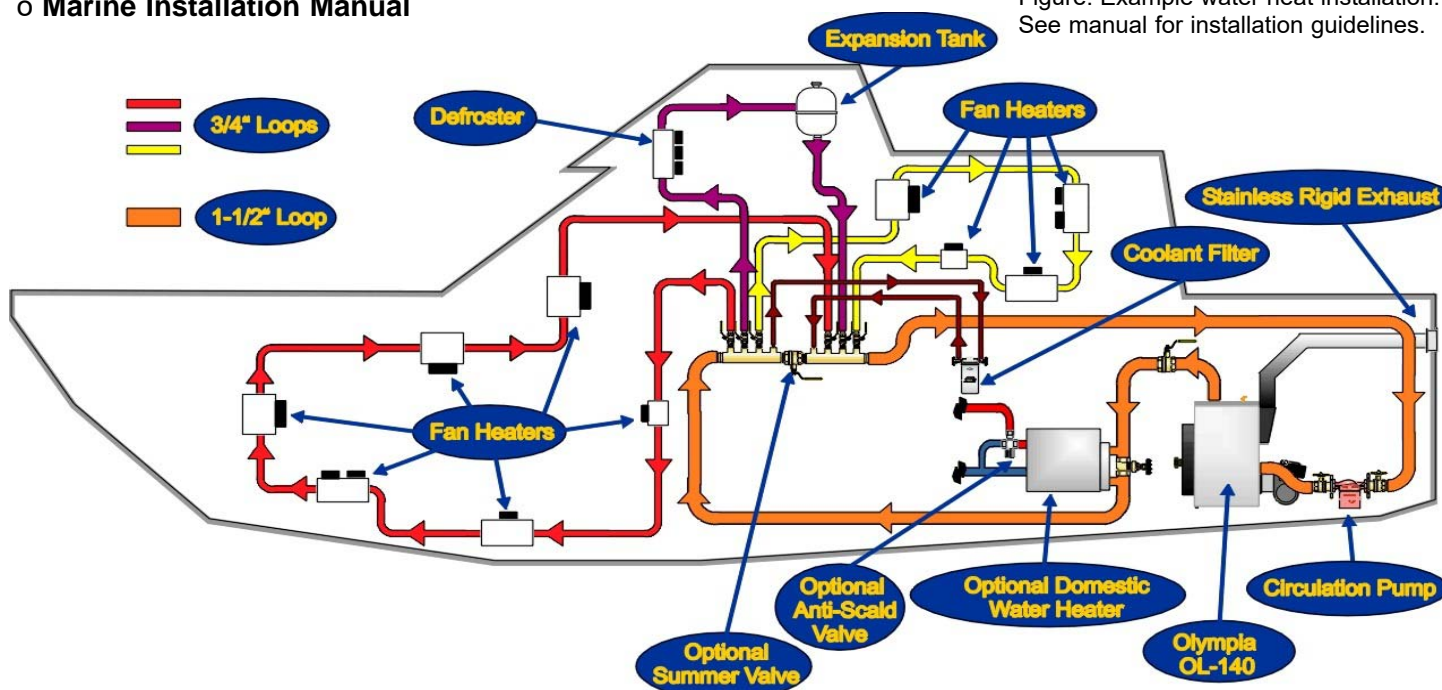 o Marine Installation Manual
Figure: Example water heat installation.
See manual for installation guidelines.
Expansion Tank
Defroster
Fan Heaters
3/4" Loops
1-1/2" Loop
Stainless Rigid Exhaust
Coolant Filter
Fan Heaters
Optional
Anti-Scald
Valve
Optional Domestic
Water Heater
Circulation Pump
Olympia
OL-140
Optional
Summer Valve